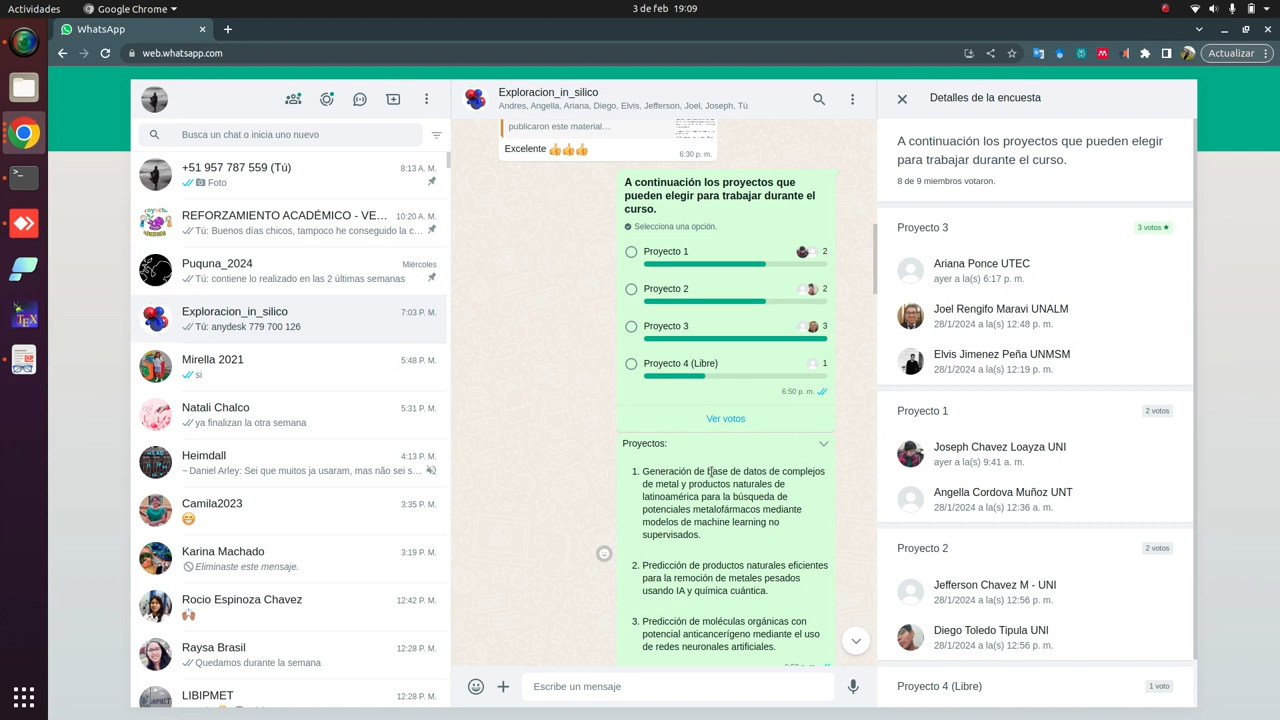 Google Chrome
3 de feb 19:09
WhatsApp
web.whatsapp.com
Actualizar
Busca un chat o inicia uno nuevo
+51 957 787 559 (Tú)
8:13 A. M.
Foto
REFORZAMIENTO ACADÉMICO - VE...
10:20 A. M.
Tú: Buenos días chicos, tampoco he conseguido la c...
Puquna_2024
Miércoles
Tú: contiene lo realizado en las 2 últimas semanas
Exploracion_in_silico
7:03 P. M.
Tú: anydesk 779 700 126
Mirella 2021
5:48 P. M.
si
Natali Chalco
5:31 P. M.
ya finalizan la otra semana
Heimdall
4:13 P. M.
~ Daniel Arley: Sei que muitos ja usaram, mas não sei s...
Camila2023
3:35 P. M.
Karina Machado
3:19 P. M.
Eliminaste este mensaje.
Rocio Espinoza Chavez
12:42 P. M.
Raysa Brasil
12:28 P. M.
Quedamos durante la semana
LIBIPMET
12:28 P. M.
Exploracion_in_silico
Andres, Angella, Ariana, Diego, Elvis, Jefferson, Joel, Joseph, Tú
publicaron este material...
Excelente 👍👍👍
6:30 p. m.
A continuación los proyectos que
pueden elegir para trabajar durante el
curso.
Selecciona una opción.
Proyecto 1
2
Proyecto 2
2
Proyecto 3
3
Proyecto 4 (Libre)
1
6:50 p. m.
Ver votos
Proyectos:
1. Generación de base de datos de complejos
de metal y productos naturales de
latinoamérica para la búsqueda de
potenciales metalofármacos mediante
modelos de machine learning no
supervisados.
2. Predicción de productos naturales eficientes
para la remoción de metales pesados
usando IA y química cuántica.
3. Predicción de moléculas orgánicas con
potencial anticancerígeno mediante el uso
de redes neuronales artificiales.
Escribe un mensaje
Detalles de la encuesta
A continuación los proyectos que pueden elegir
para trabajar durante el curso.
8 de 9 miembros votaron.
Proyecto 3
3 votos ★
Ariana Ponce UTEC
ayer a la(s) 6:17 p. m.
Joel Rengifo Maravi UNALM
28/1/2024 a la(s) 12:48 p. m.
Elvis Jimenez Peña UNMSM
28/1/2024 a la(s) 12:19 p. m.
Proyecto 1
2 votos
Joseph Chavez Loayza UNI
ayer a la(s) 9:41 a. m.
Angella Cordova Muñoz UNT
28/1/2024 a la(s) 12:36 a. m.
Proyecto 2
2 votos
Jefferson Chavez M - UNI
28/1/2024 a la(s) 12:56 p. m.
Diego Toledo Tipula UNI
28/1/2024 a la(s) 12:56 p. m.
Proyecto 4 (Libre)
1 voto